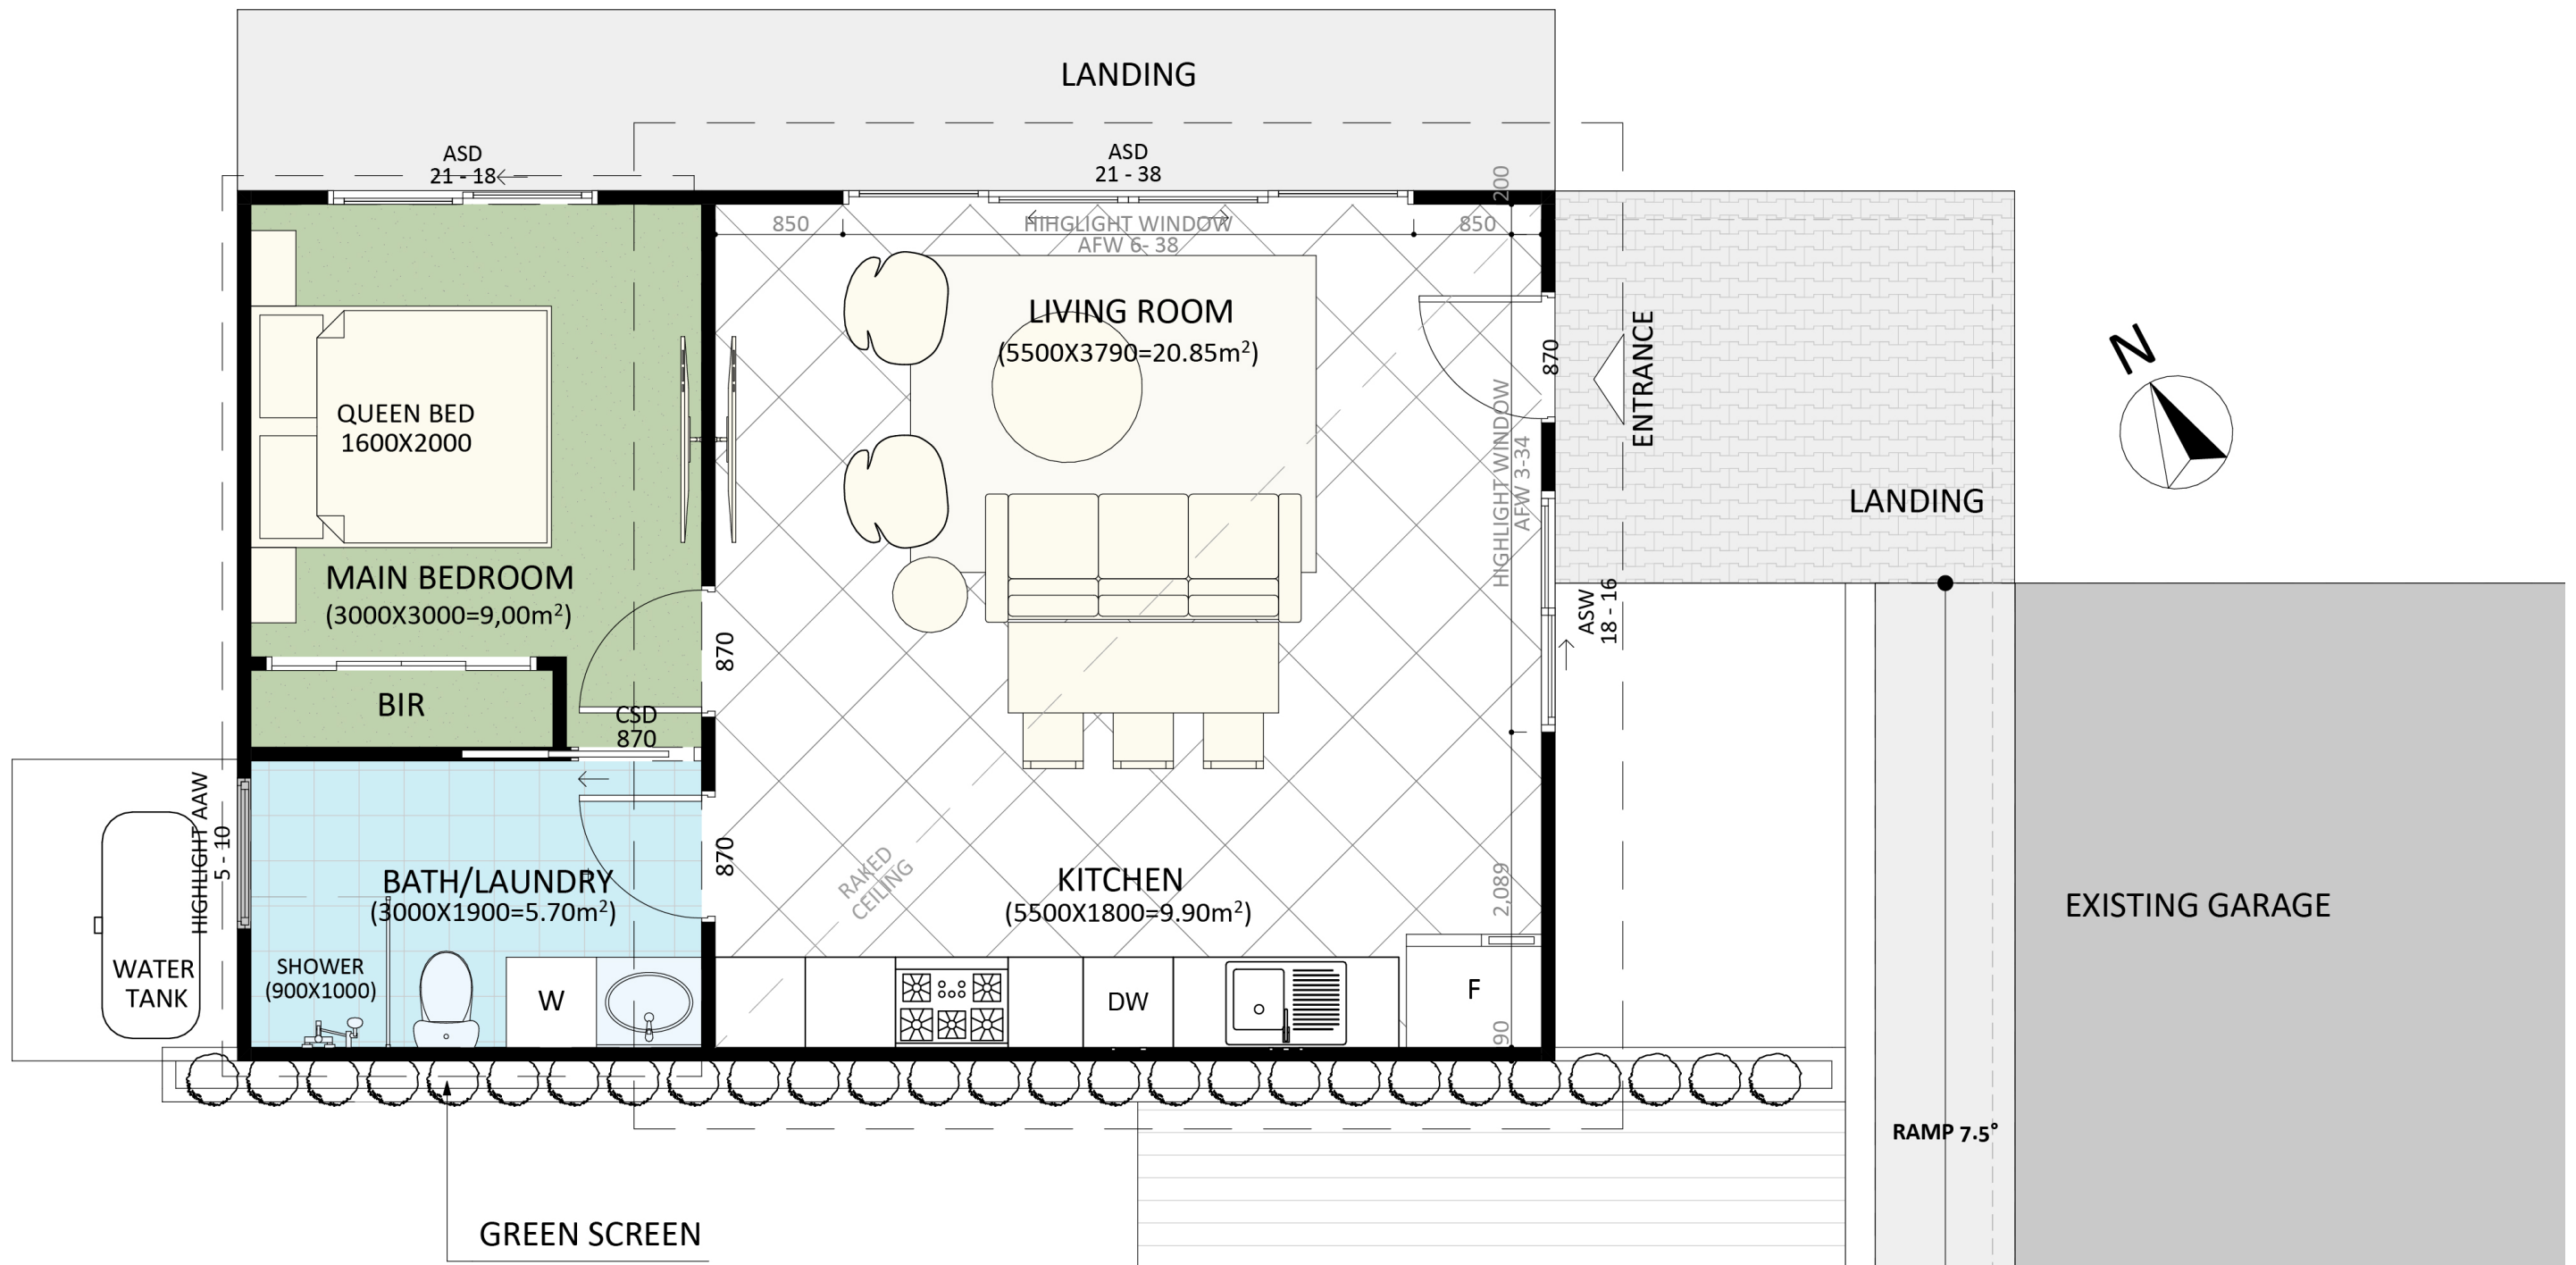 LANDING
ASD
21 - 18
ASD
21 - 38
200
850
HIHGLIGHT WINDOW
AFW 6- 38
850
LIVING ROOM
(5500X3790=20.85m²)
870
ENTRANCE
N
QUEEN BED
1600X2000
HIGHLIGHT WINDOW
AFW 3-34
LANDING
MAIN BEDROOM
(3000X3000=9,00m²)
870
ASW
18 - 16
BIR
CSD
870
HIGHLIGHT AAW
5 - 10
870
BATH/LAUNDRY
(3000X1900=5.70m²)
RAKED
CEILING
KITCHEN
(5500X1800=9.90m²)
2,089
EXISTING GARAGE
WATER
TANK
SHOWER
(900X1000)
W
DW
F
90
RAMP 7.5°
GREEN SCREEN